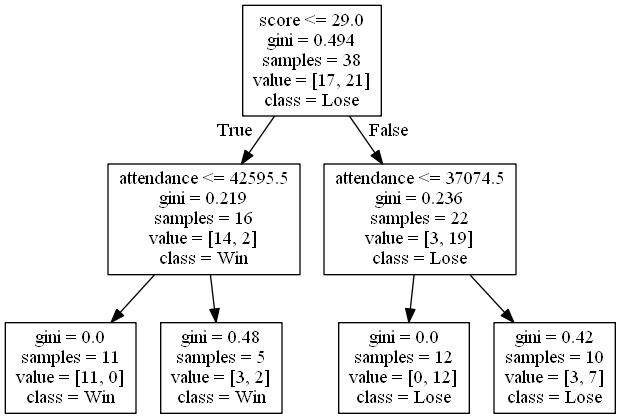 score <= 29.0
gini = 0.494
samples = 38
value = [17, 21]
class = Lose
True
False
attendance <= 42595.5
gini = 0.219
samples = 16
value = [14, 2]
class = Win
attendance <= 37074.5
gini = 0.236
samples = 22
value = [3, 19]
class = Lose
gini = 0.0
samples = 11
value = [11, 0]
class = Win
gini = 0.48
samples = 5
value = [3, 2]
class = Win
gini = 0.0
samples = 12
value = [0, 12]
class = Lose
gini = 0.42
samples = 10
value = [3, 7]
class = Lose